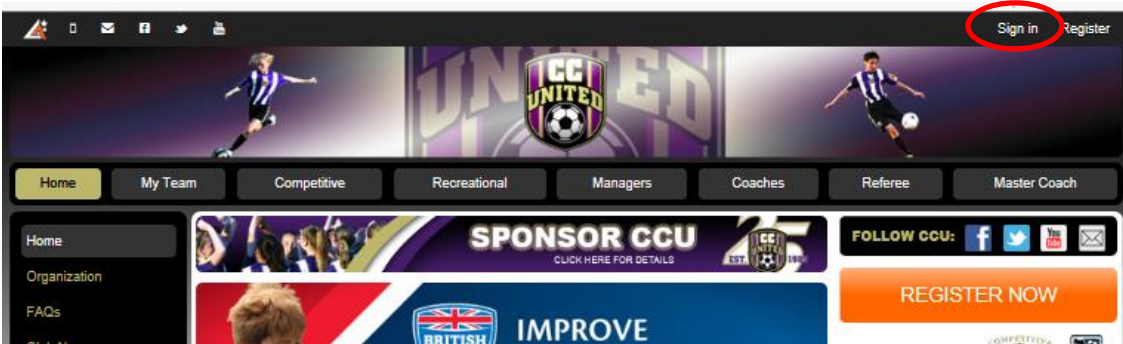 Sign in Register
UNITED
CC
UNITED
Home My Team Competitive Recreational Managers Coaches Referee Master Coach
Home
Organization
FAQs
SPONSOR CCU
CLICK HERE FOR DETAILS
25
CC
UNITED
EST.
FOLLOW CCU:
You
Tube
REGISTER NOW
BRITISH
IMPROVE
COMPETITIVE